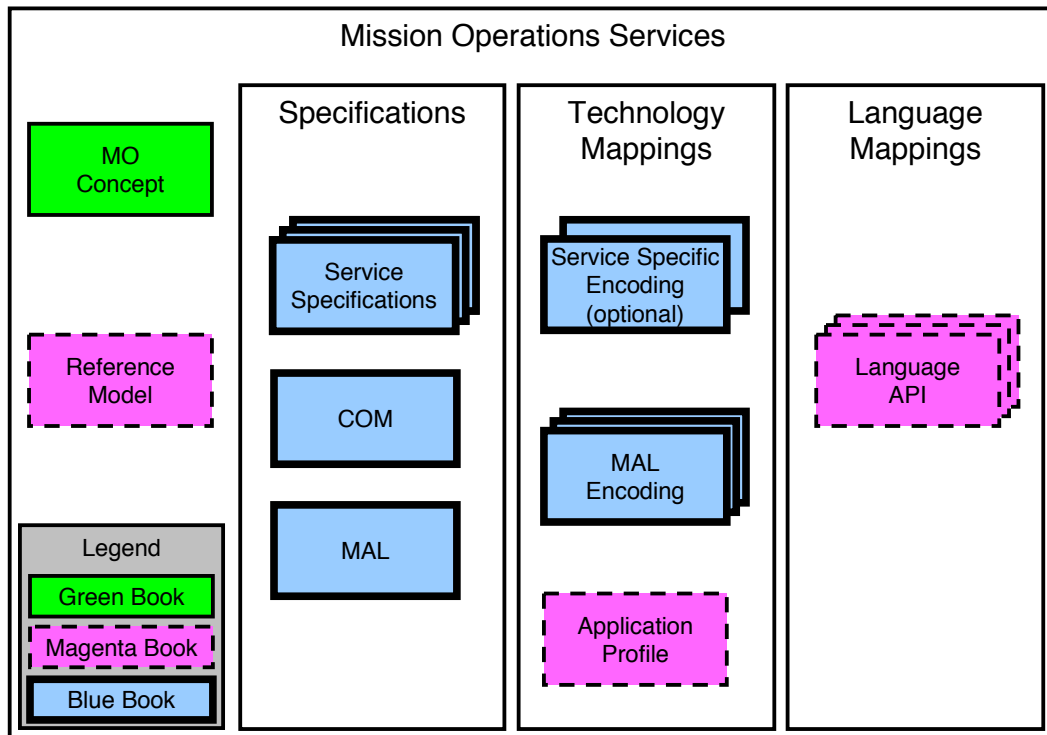 Mission Operations Services
MO
Concept
Reference
Model
Legend
Green Book
Magenta Book
Blue Book
Specifications
Service
Specifications
COM
MAL
Technology
Mappings
Service Specific
Encoding
(optional)
MAL
Encoding
Application
Profile
Language
Mappings
Language
API